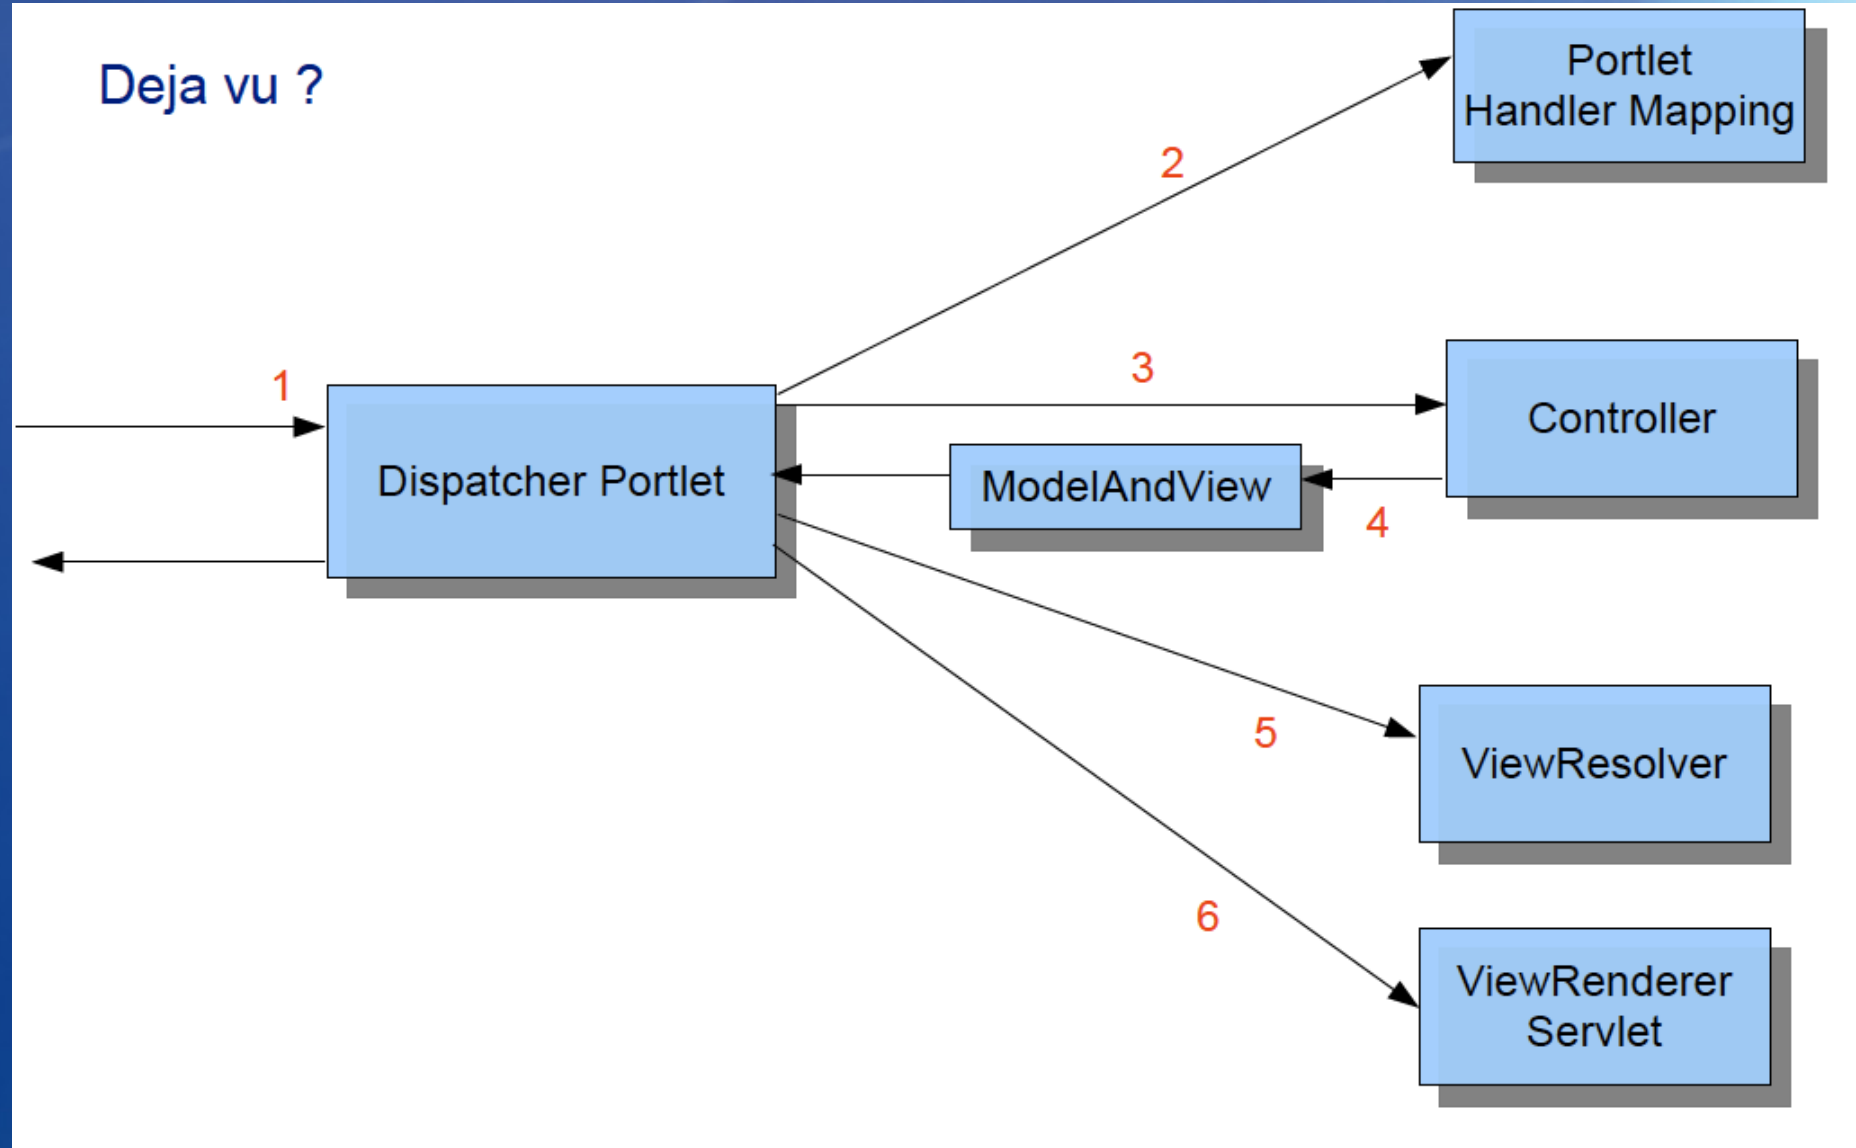 Deja vu ?
Portlet
Handler Mapping
2
1
3
Controller
Dispatcher Portlet
ModelAndView
4
5
ViewResolver
6
ViewRenderer
Servlet